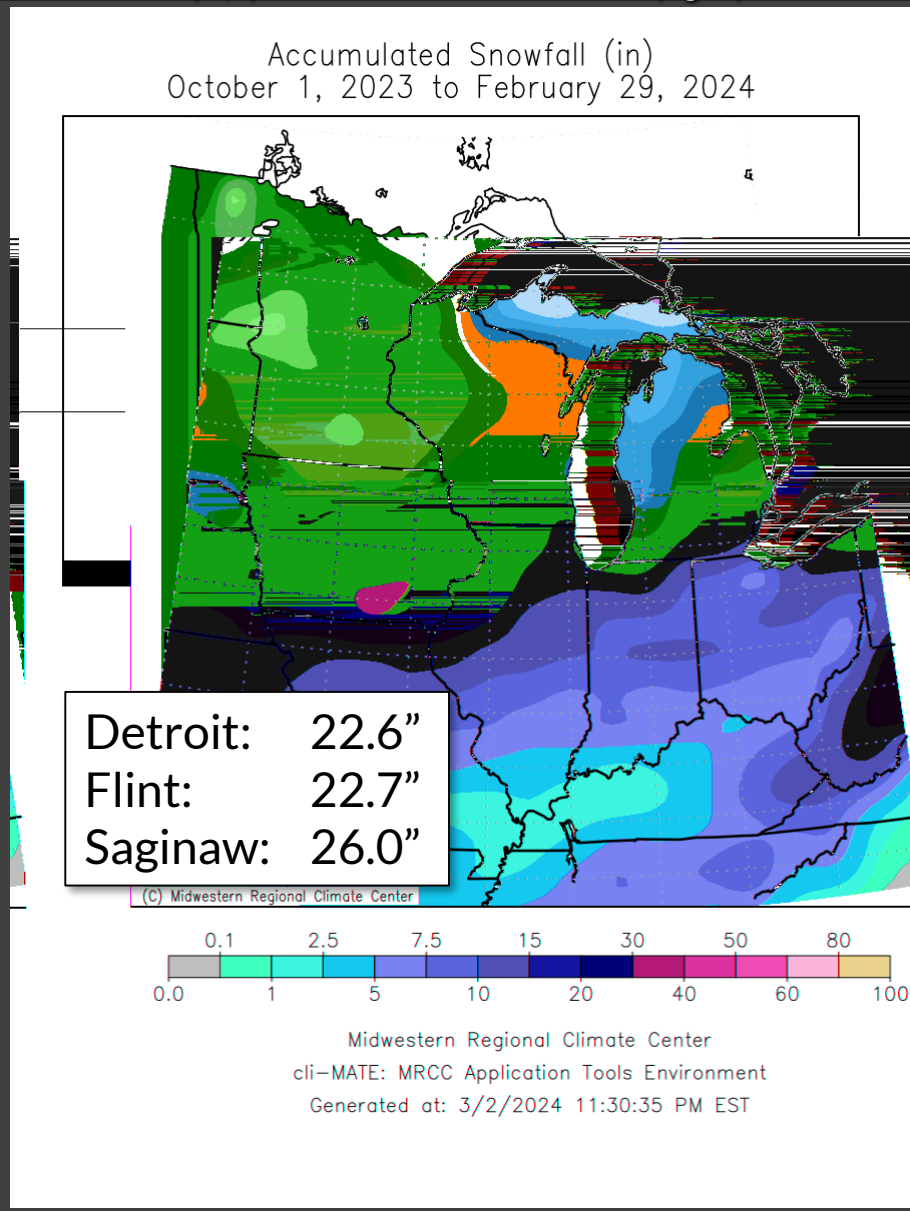 Accumulated Snowfall (in)
October 1, 2023 to February 29, 2024
Detroit: 22.6”
Flint: 22.7”
Saginaw: 26.0”
(C) Midwestern Regional Climate Center
0.1 2.5 7.5 15 30 50 80
0.0 1 5 10 20 40 60 100
Midwestern Regional Climate Center
cli-MATE: MRCC Application Tools Environment
Generated at: 3/2/2024 11:30:35 PM EST